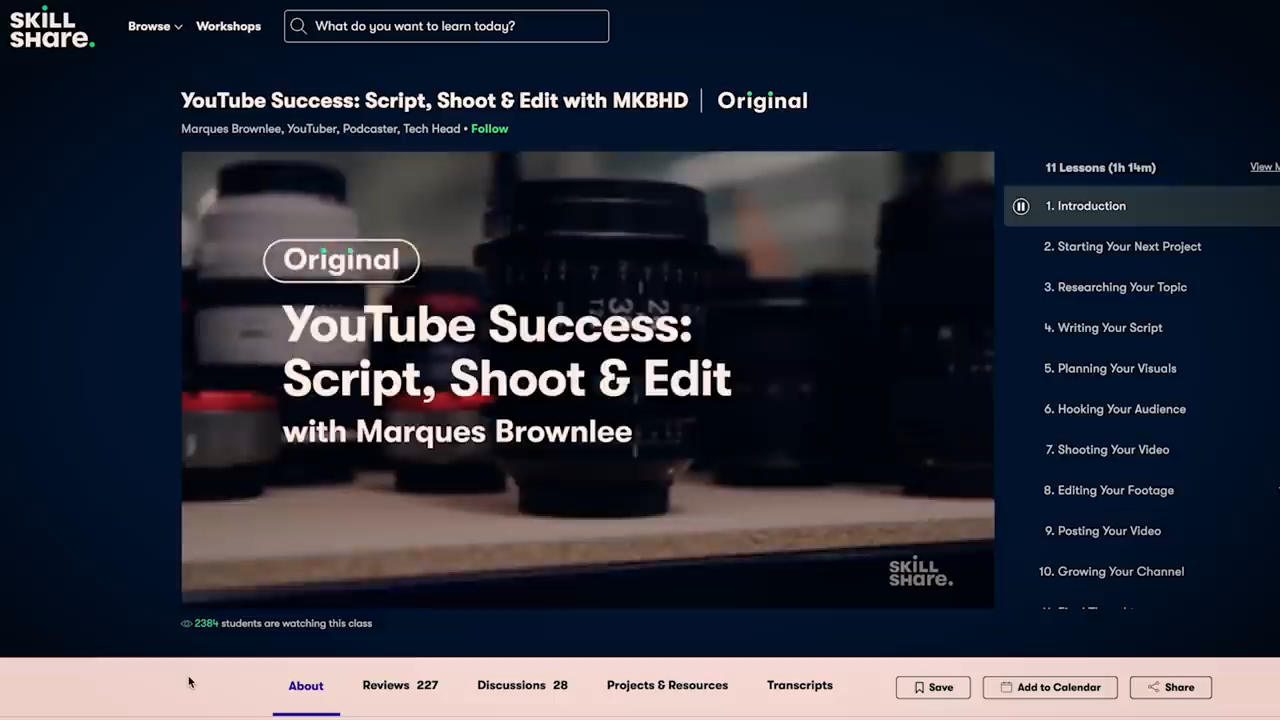 SKILL
SHare.
Browse
Workshops
What do you want to learn today?
YouTube Success: Script, Shoot & Edit with MKBHD | Original
Marques Brownlee, YouTuber, Podcaster, Tech Head • Follow
Original
YouTube Success:
Script, Shoot & Edit
with Marques Brownlee
SKILL
SHare.
11 Lessons (1h 14m)
View
1. Introduction
2. Starting Your Next Project
3. Researching Your Topic
4. Writing Your Script
5. Planning Your Visuals
6. Hooking Your Audience
7. Shooting Your Video
8. Editing Your Footage
9. Posting Your Video
10. Growing Your Channel
2384 students are watching this class
About
Reviews 227
Discussions 28
Projects & Resources
Transcripts
Save
Add to Calendar
Share